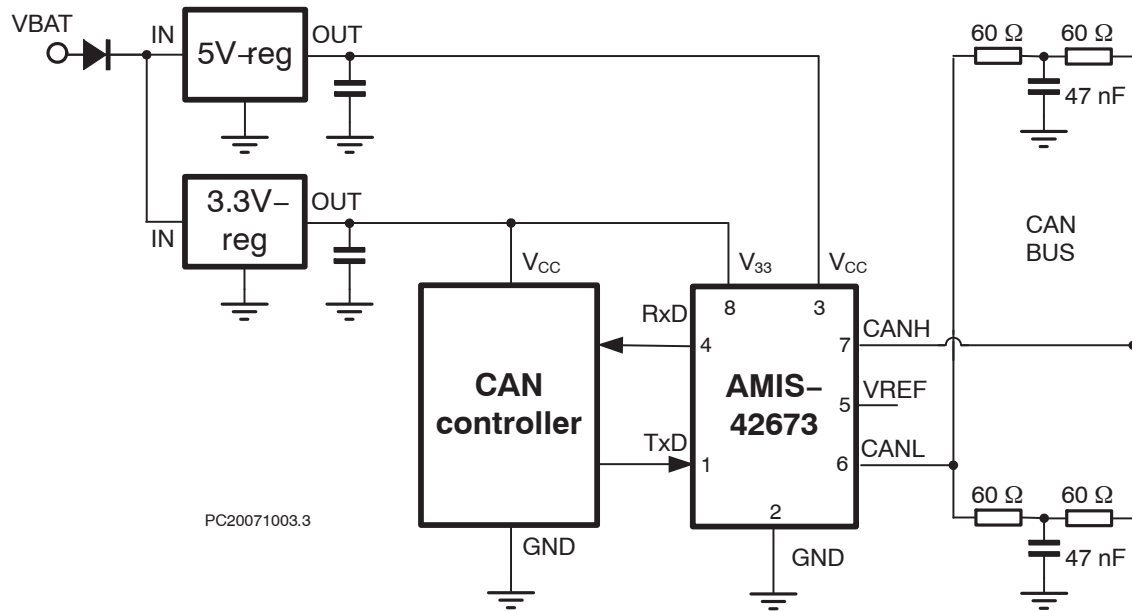 VBAT
IN
5V−reg
OUT
60 Ω
60 Ω
47 nF
IN
3.3V−
reg
OUT
CAN
BUS
VCC
V33
VCC
8
3
RxD
4
7
CANH
CAN
controller
AMIS−
42673
5
VREF
TxD
1
6
CANL
2
60 Ω
60 Ω
47 nF
PC20071003.3
GND
GND